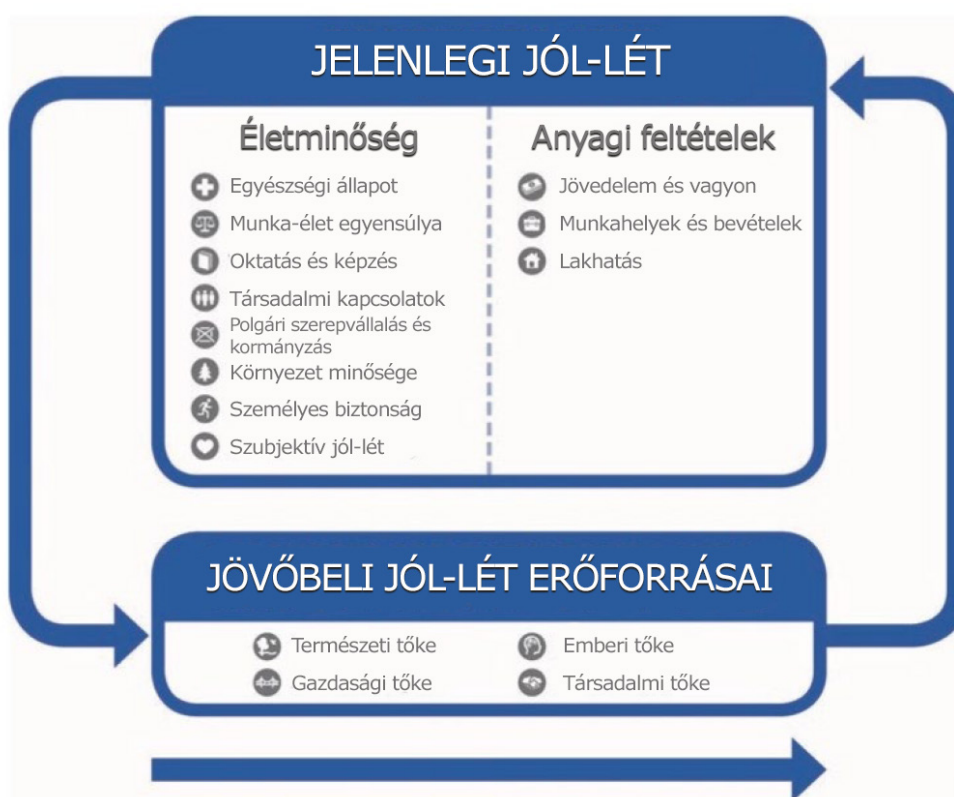 JELENLEGI JÓL-LÉT
Életminőség
Egyészségi állapot
Munka-élet egyensúlya
Oktatás és képzés
Társadalmi kapcsolatok
Polgári szerepvállalás és
kormányzás
Környezet minősége
Személyes biztonság
Szubjektív jól-lét
Anyagi feltételek
Jövedelem és vagyon
Munkahelyek és bevételek
Lakhatás
JÖVŐBELI JÓL-LÉT ERŐFORRÁSAI
Természeti tőke
Gazdasági tőke
Emberi tőke
Társadalmi tőke